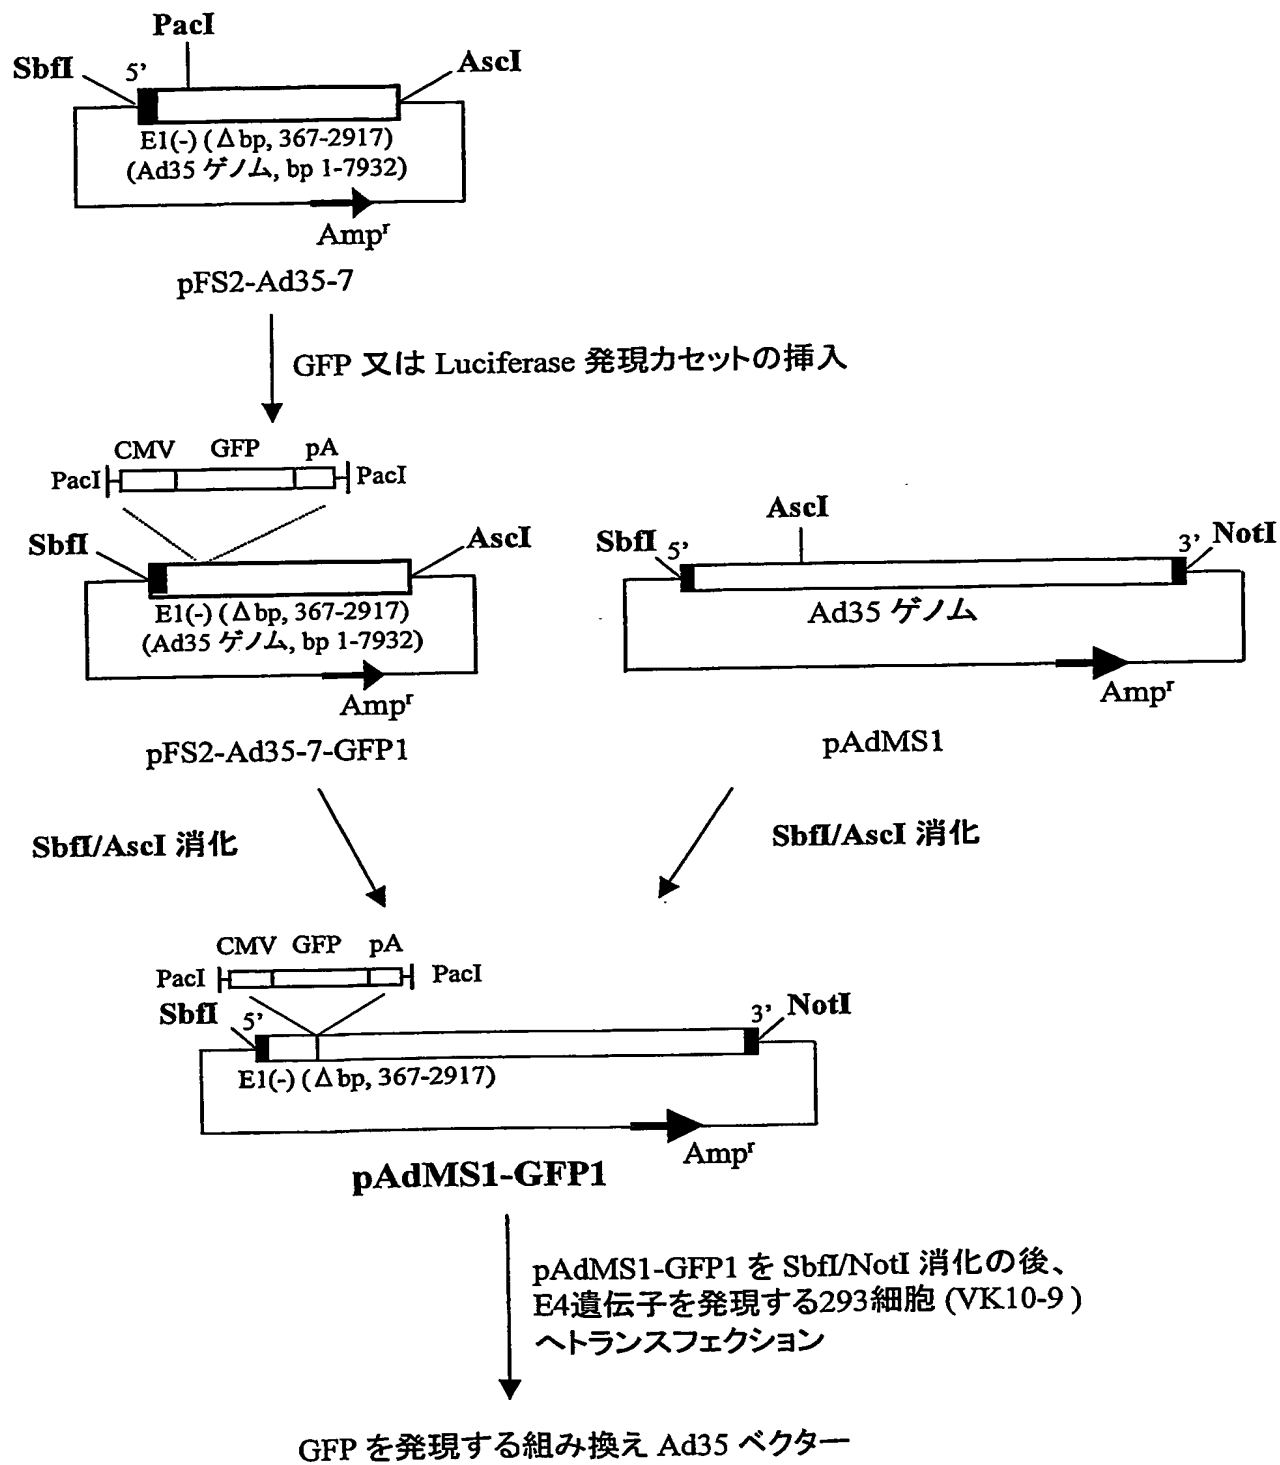 PacI
SbfI
5'
AscI
E1(-) (Δbp, 367-2917)
(Ad35 ゲノム, bp 1-7932)
Ampʳ
pFS2-Ad35-7
GFP 又は Luciferase 発現カセットの挿入
CMV GFP pA
PacI PacI
SbfI
AscI
E1(-) (Δbp, 367-2917)
(Ad35 ゲノム, bp 1-7932)
Ampʳ
pFS2-Ad35-7-GFP1
AscI
SbfI 5' 3' NotI
Ad35 ゲノム
Ampʳ
pAdMS1
SbfI/AscI 消化
SbfI/AscI 消化
CMV GFP pA
PacI PacI
SbfI 5' 3' NotI
E1(-) (Δbp, 367-2917)
Ampʳ
pAdMS1-GFP1
pAdMS1-GFP1 を SbfI/NotI 消化の後、
E4遺伝子を発現する293細胞 (VK10-9 )
へトランスフェクション
GFP を発現する組み換え Ad35 ベクター